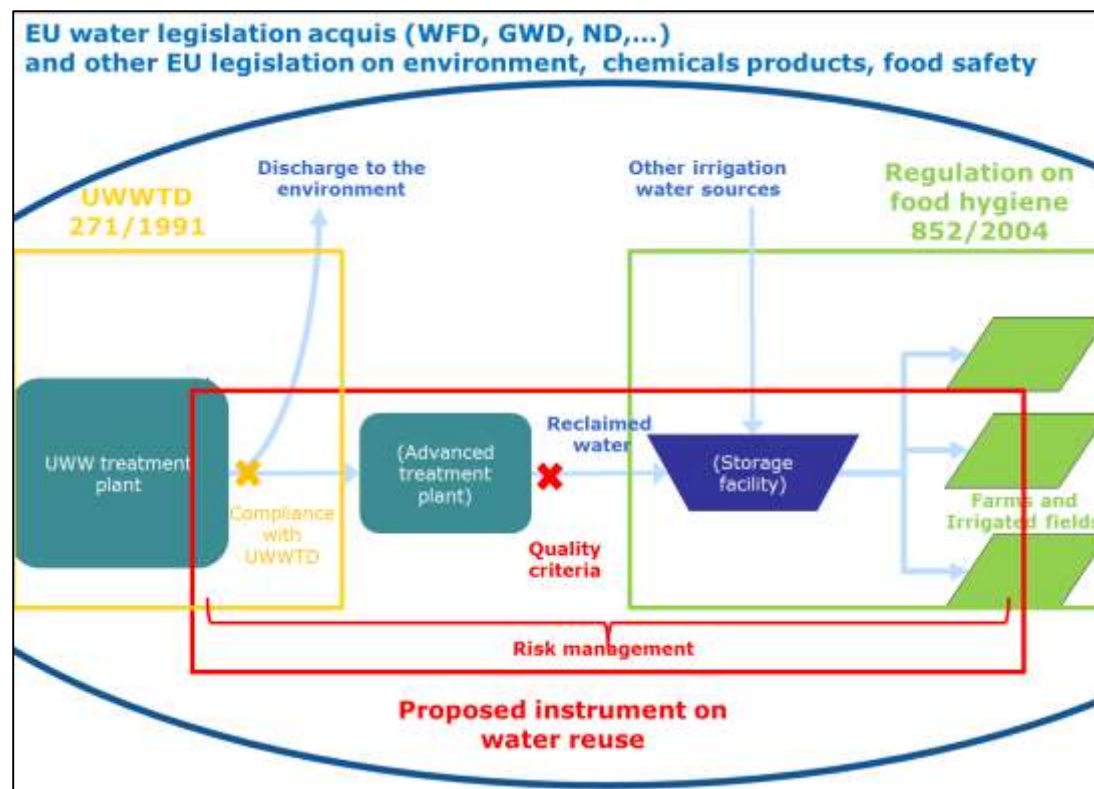 EU water legislation acquis (WFD, GWD, ND,...)
and other EU legislation on environment, chemicals products, food safety
Discharge to the
environment
Other irrigation
water sources
UWWTD
271/1991
Regulation on
food hygiene
852/2004
UWW treatment
plant
(Advanced
treatment
plant)
Reclaimed
water
(Storage
facility)
Compliance
with
UWWTD
Quality
criteria
Farms and
Irrigated fields
Risk management
Proposed instrument on
water reuse